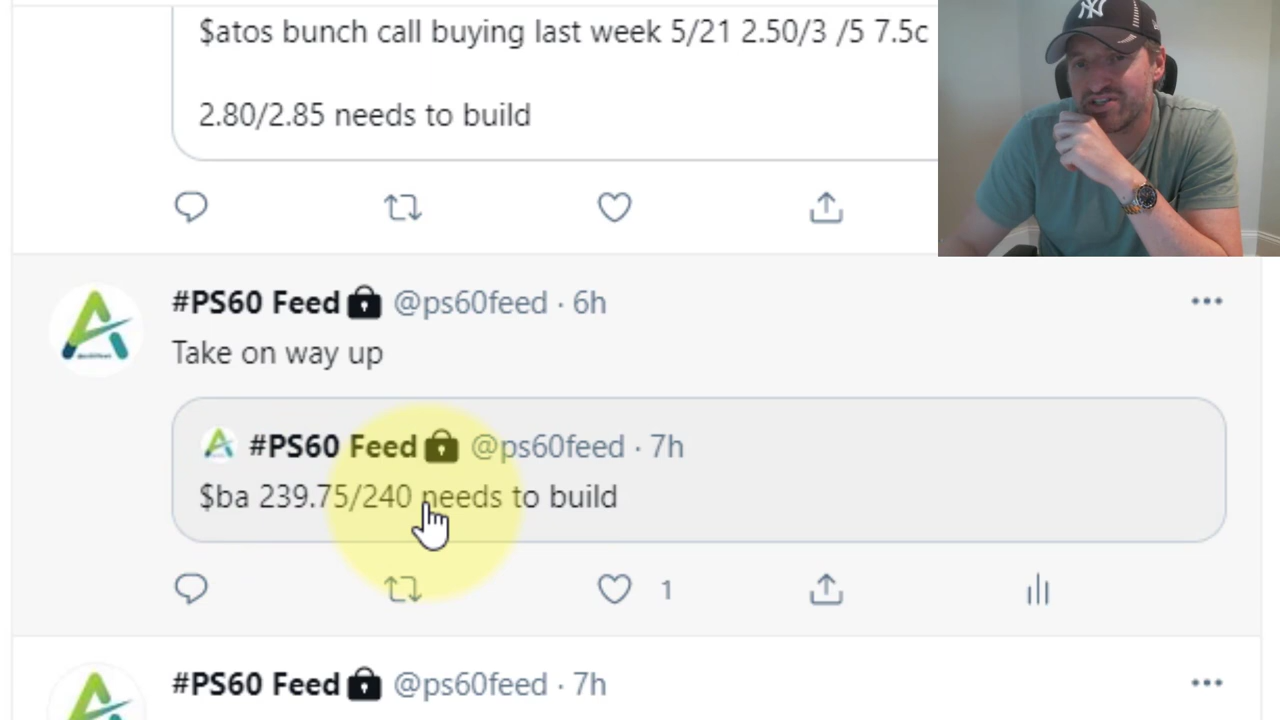 $atos bunch call buying last week 5/21 2.50/3 /5 7.5c
2.80/2.85 needs to build
#PS60 Feed @ps60feed · 6h
Take on way up
#PS60 Feed @ps60feed · 7h
$ba 239.75/240 needs to build
1
#PS60 Feed @ps60feed · 7h